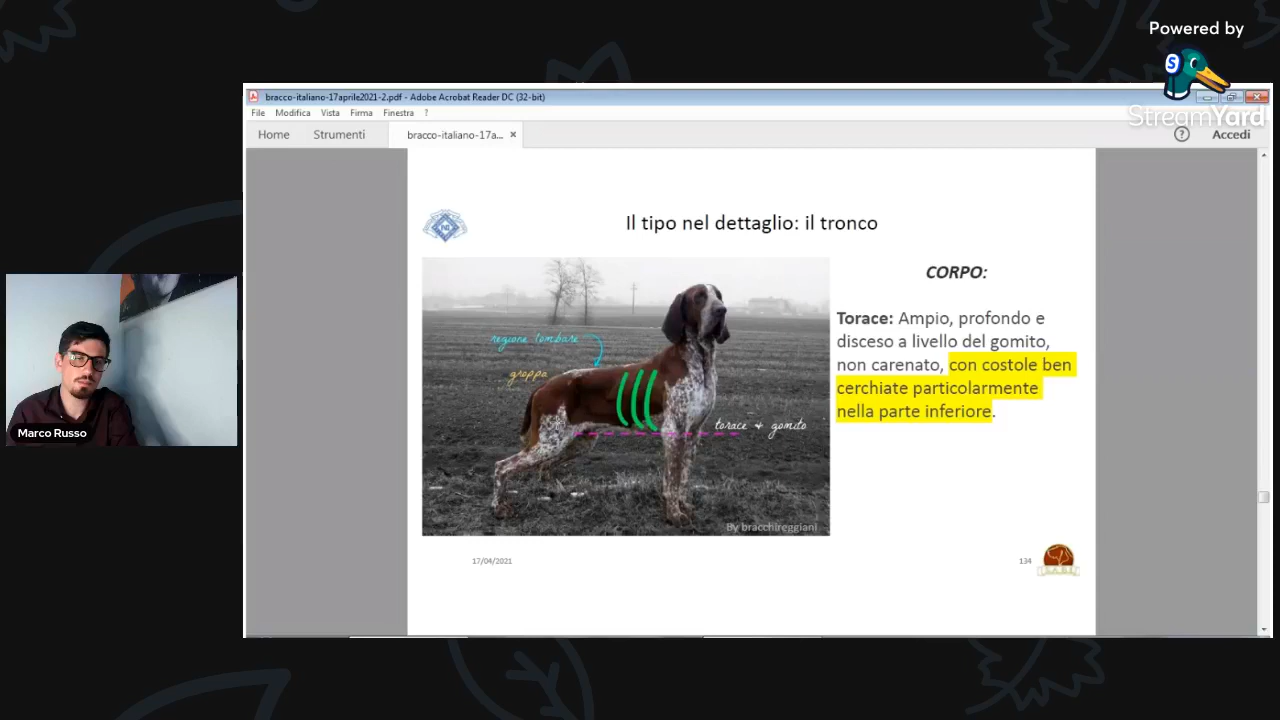 Powered by
StreamYard
bracco-italiano-17aprile2021-2.pdf - Adobe Acrobat Reader DC (32-bit)
File Modifica Vista Firma Finestra ?
Home Strumenti bracco-italiano-17a... × ? Accedi
Il tipo nel dettaglio: il tronco
CORPO:
Torace: Ampio, profondo e
disceso a livello del gomito,
non carenato, con costole ben
cerchiate particolarmente
nella parte inferiore.
regione lombare
groppa
torace + gomito
By bracchireggiani
17/04/2021
134
Marco Russo